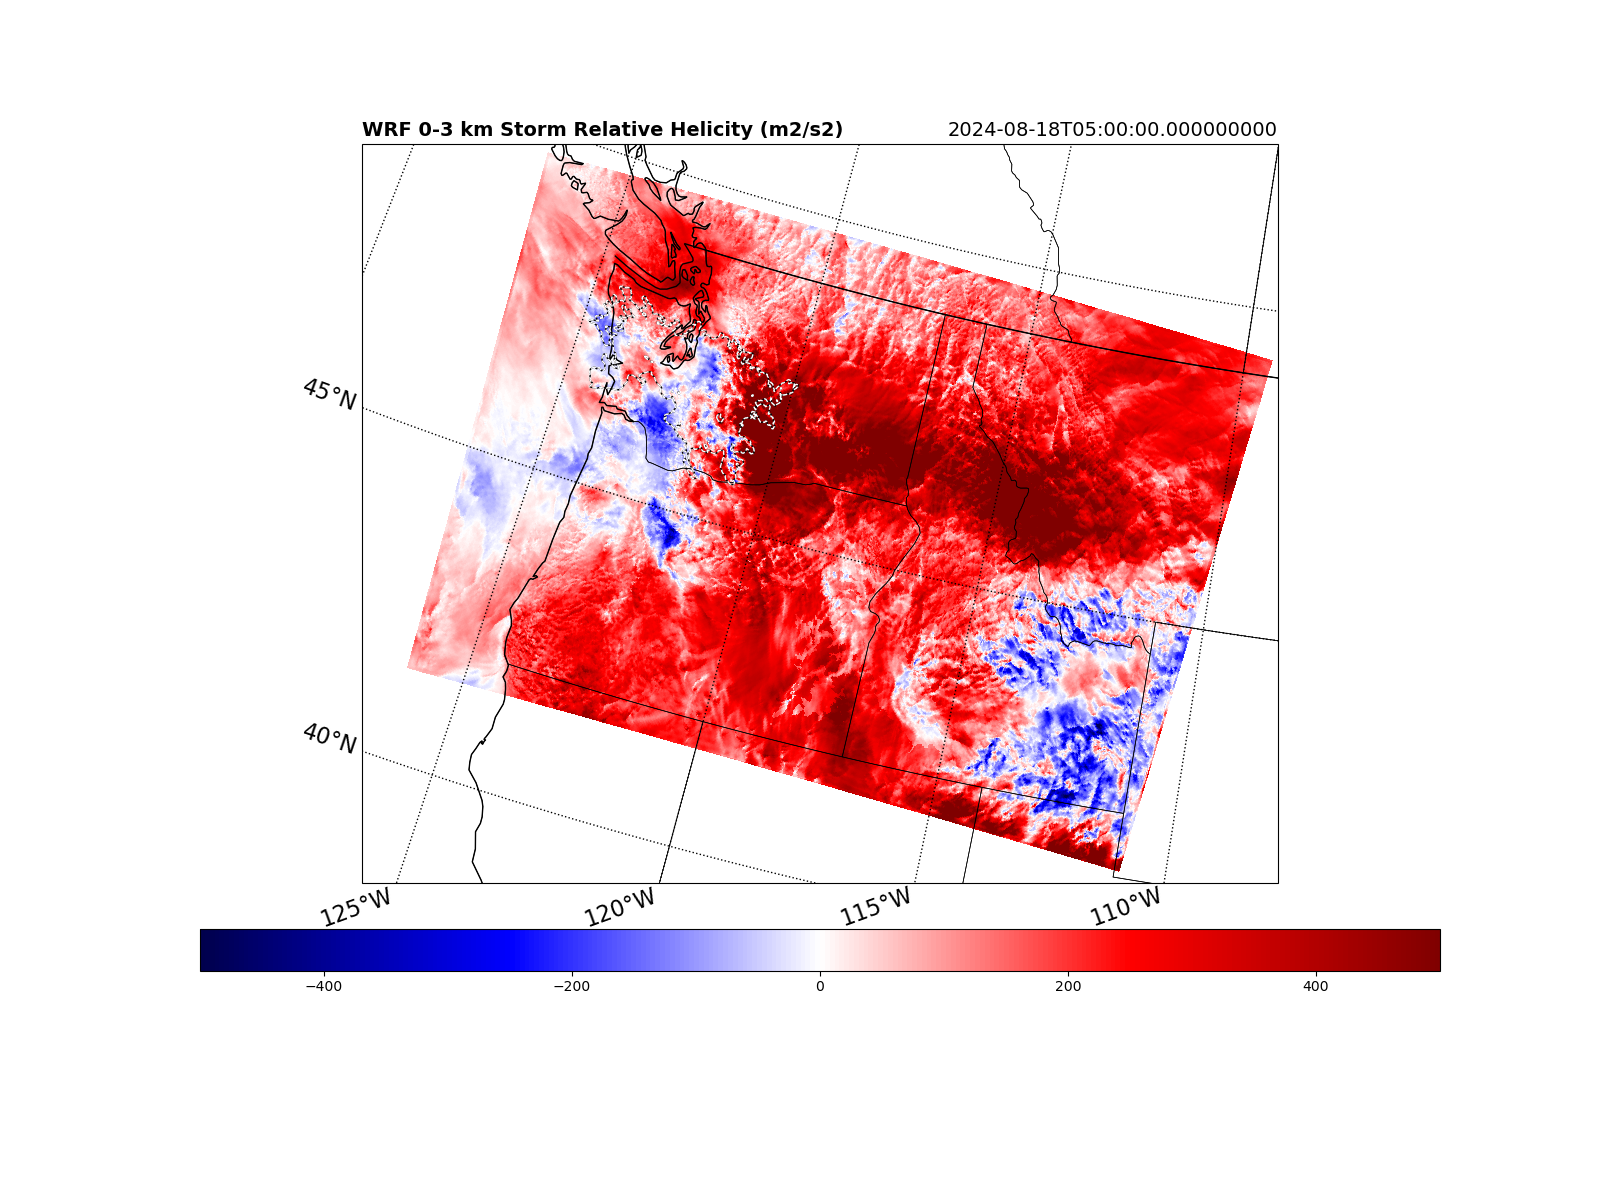 WRF 0-3 km Storm Relative Helicity (m2/s2) 2024-08-18T05:00:00.000000000
45°N
40°N
125°W 120°W 115°W 110°W
−400 −200 0 200 400